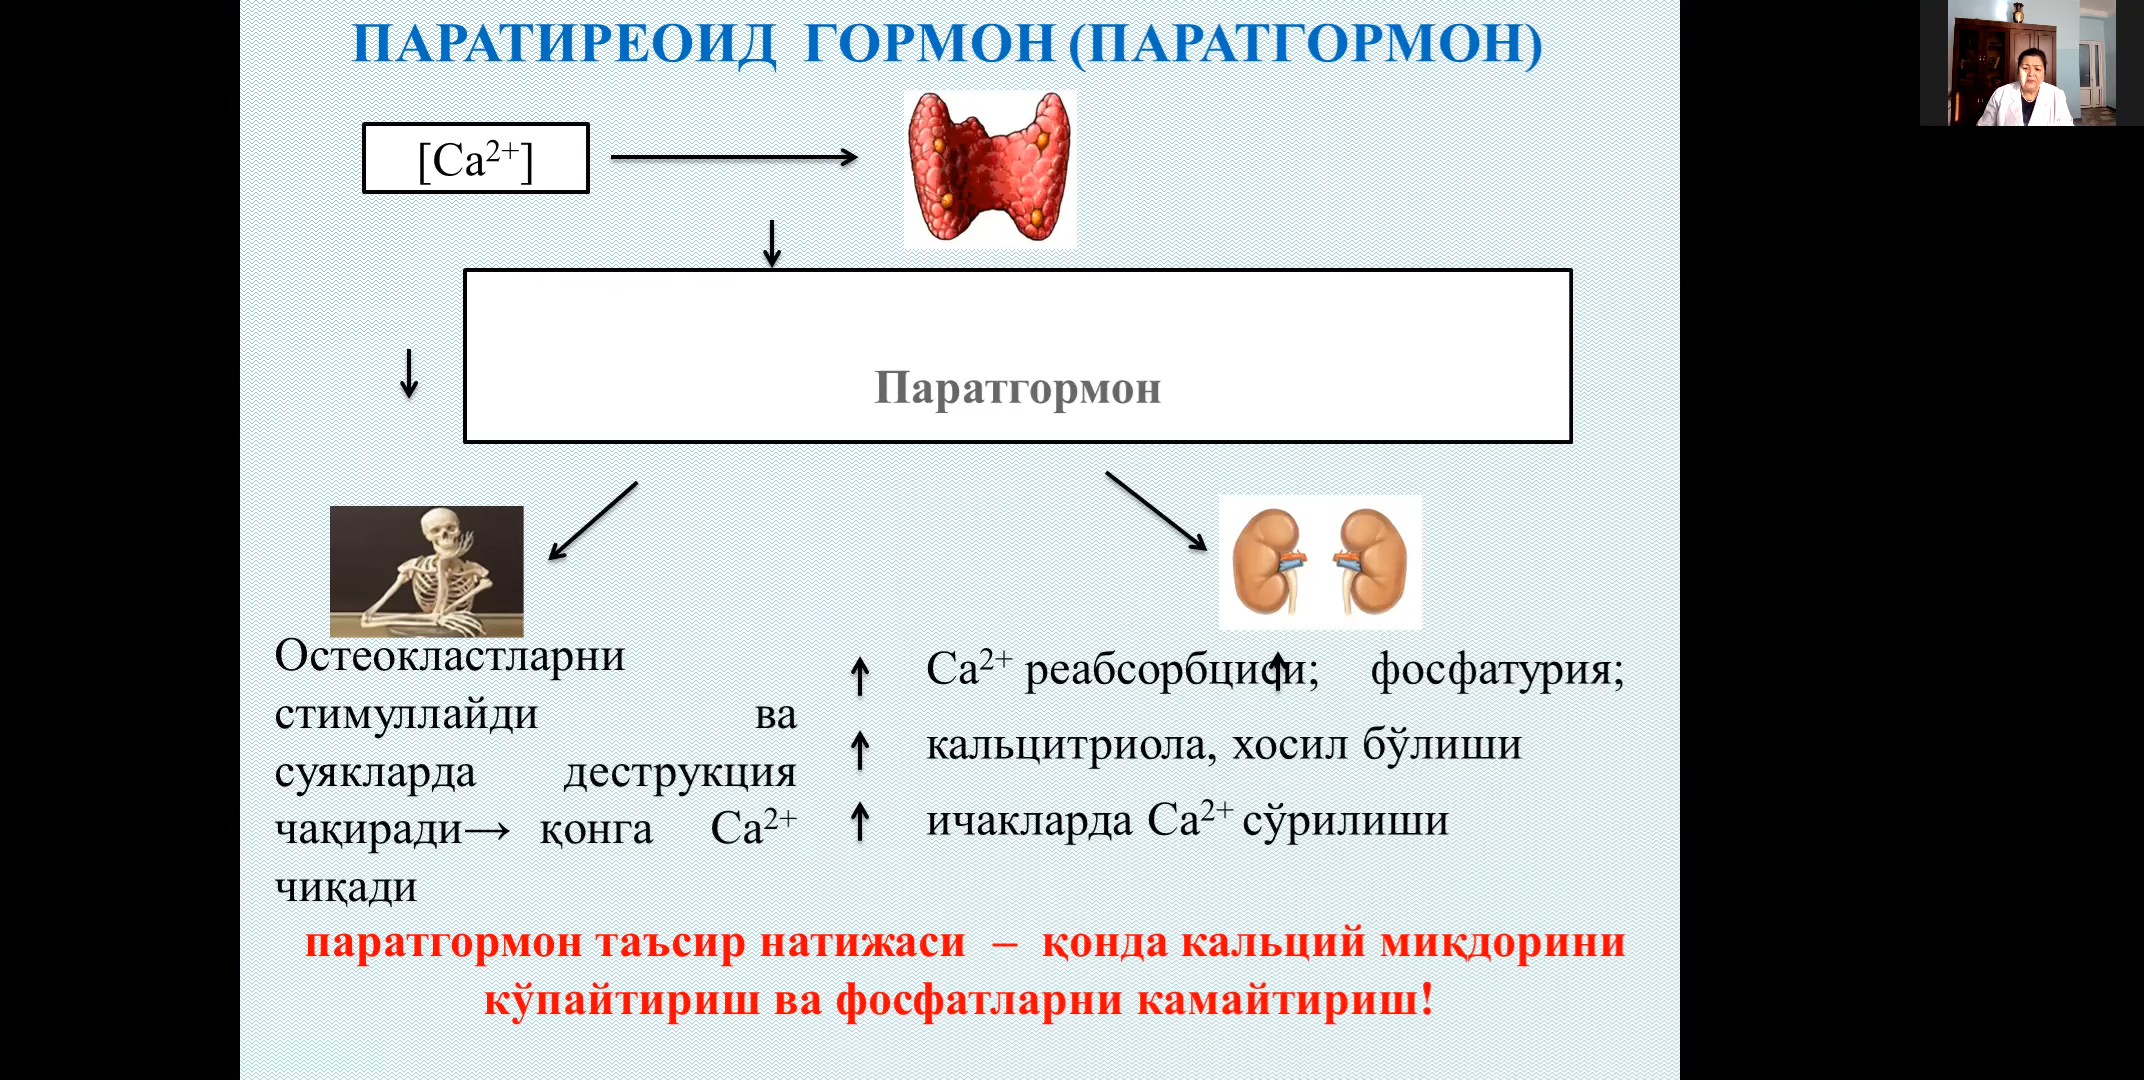 ПАРАТИРЕОИД ГОРМОН (ПАРАТГОРМОН)
[Ca²⁺]
Паратгормон
Остеокластларни
стимуллайди ва
суякларда деструкция
чақиради→ қонга Ca²⁺
чиқади
Ca²⁺ реабсорбциси; фосфатурия;
кальцитриола, хосил бўлиши
ичакларда Ca²⁺ сўрилиши
паратгормон таъсир натижаси – қонда кальций миқдорини
кўпайтириш ва фосфатларни камайтириш!